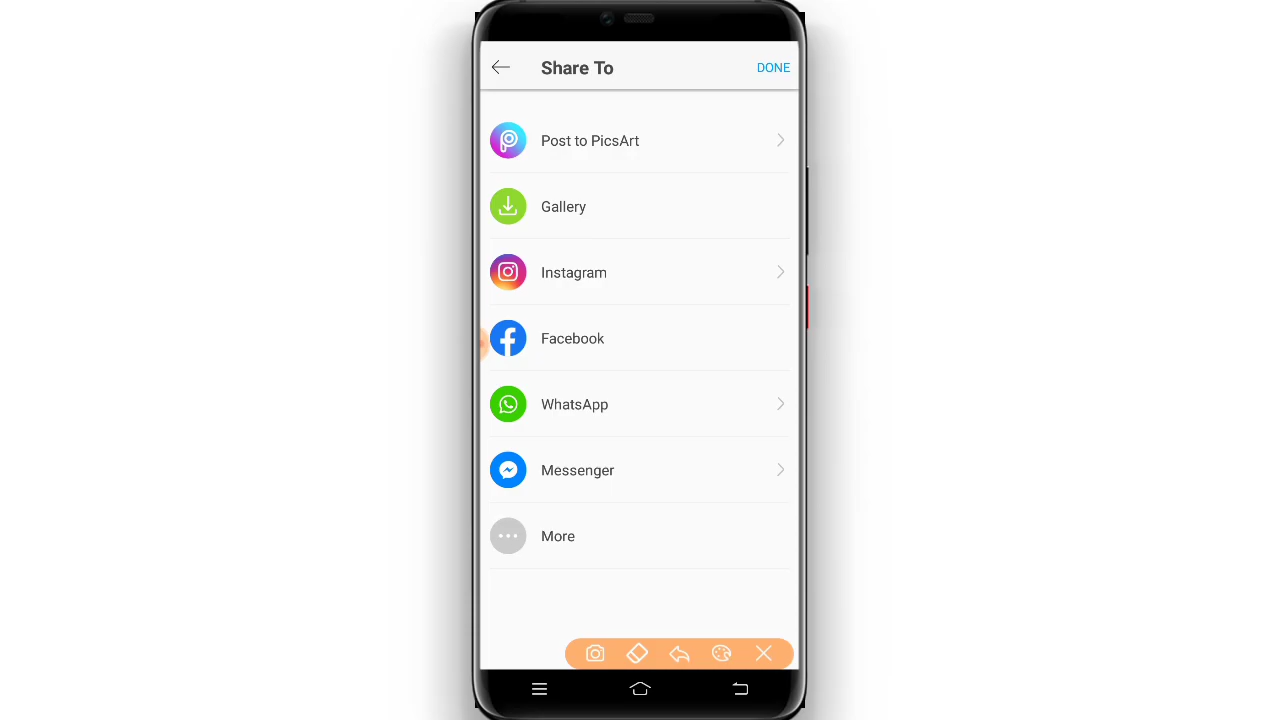 Share To
DONE
Post to PicsArt
Gallery
Instagram
Facebook
WhatsApp
Messenger
More